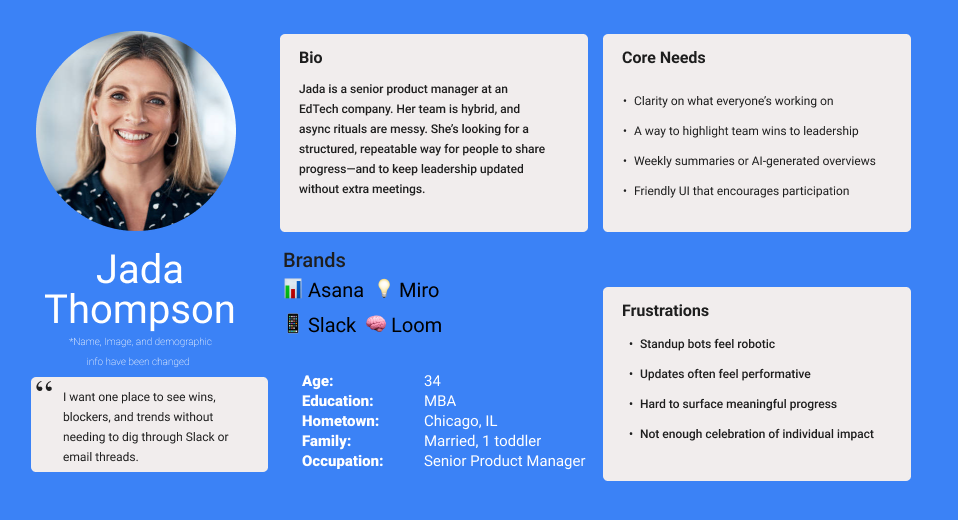 Jada
Thompson
*Name, Image, and demographic
info have been changed
“
I want one place to see wins,
blockers, and trends without
needing to dig through Slack or
email threads.
Bio
Jada is a senior product manager at an
EdTech company. Her team is hybrid, and
async rituals are messy. She’s looking for a
structured, repeatable way for people to share
progress—and to keep leadership updated
without extra meetings.
Brands
📊 Asana 💡 Miro
📱 Slack 🧠 Loom
Age: 34
Education: MBA
Hometown: Chicago, IL
Family: Married, 1 toddler
Occupation: Senior Product Manager
Core Needs
• Clarity on what everyone’s working on
• A way to highlight team wins to leadership
• Weekly summaries or AI-generated overviews
• Friendly UI that encourages participation
Frustrations
• Standup bots feel robotic
• Updates often feel performative
• Hard to surface meaningful progress
• Not enough celebration of individual impact